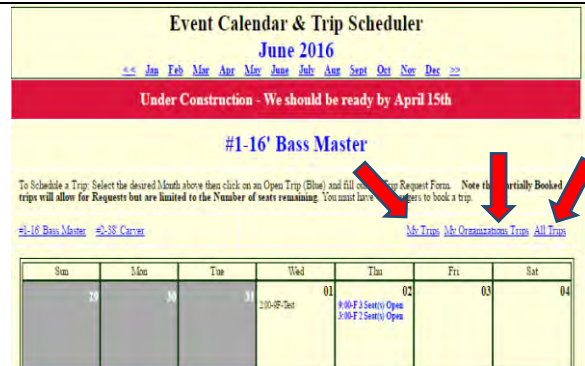 Event Calendar & Trip Scheduler
June 2016
<< Jan Feb Mar Apr May June July Aug Sept Oct Nov Dec >>
Under Construction - We should be ready by April 15th
#1-16' Bass Master
To Schedule a Trip: Select the desired Month above then click on an Open Trip (Blue) and fill out Trip Request Form. Note Partially Booked
trips will allow for Requests but are limited to the Number of seats remaining. You must have to book a trip.
#1-16' Bass Master #2-38' Carver My Trips My Organizations Trips All Trips
Sun Mon Tue Wed Thu Fri Sat
29 30 31 01 02 03 04
2:00-9F-Test 9:00-F 3 Seat(s) Open
3:00-F 2 Seat(s) Open